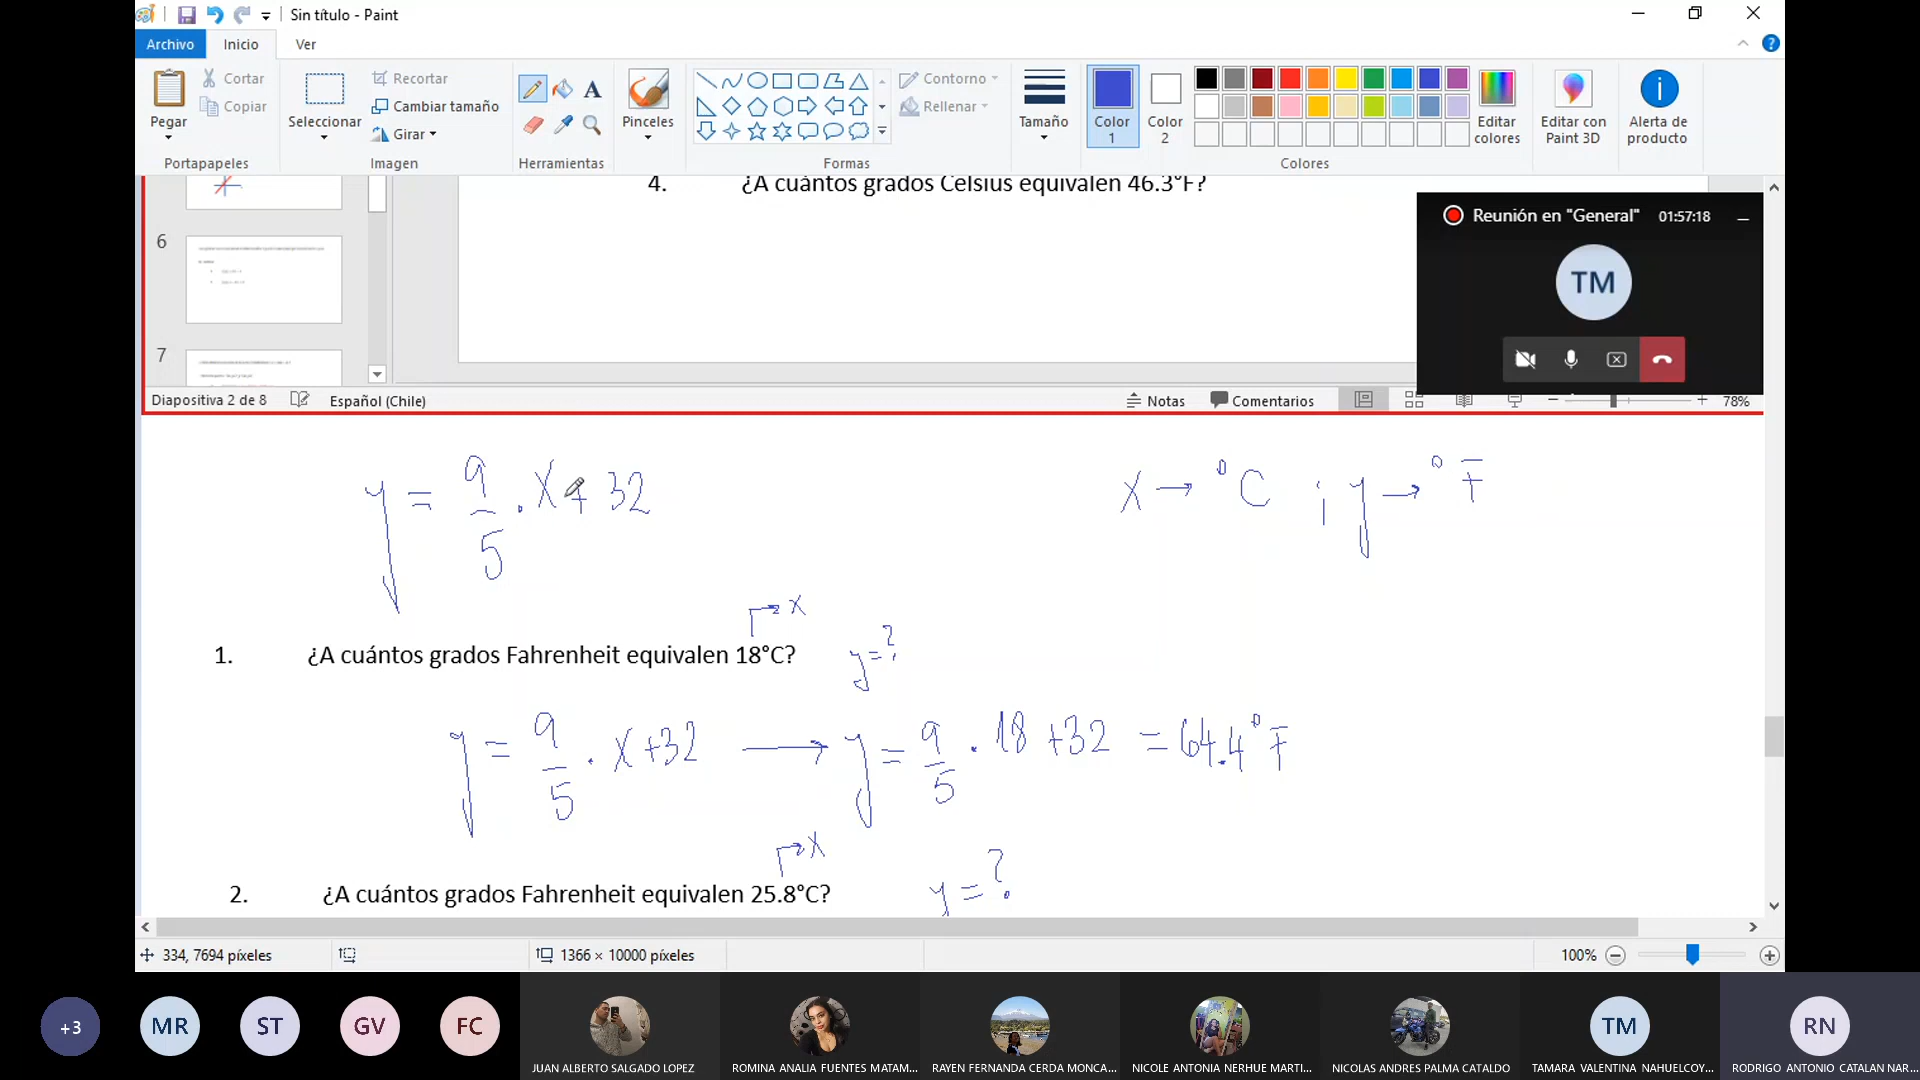 Sin título - Paint
Archivo Inicio Ver
Pegar
Cortar
Copiar
Portapapeles
Seleccionar
Recortar
Cambiar tamaño
Girar
Imagen
Herramientas
Pinceles
Formas
Contorno
Rellenar
Tamaño
Color 1
Color 2
Editar colores
Colores
Editar con Paint 3D
Alerta de producto
4. ¿A cuántos grados Celsius equivalen 46.3°F?
Reunión en "General" 01:57:18
TM
6
7
Diapositiva 2 de 8 Español (Chile) Notas Comentarios 78%
y = 9/5 . x + 32
x → °C ; y → °F
→ x
1. ¿A cuántos grados Fahrenheit equivalen 18°C? y = ?
y = 9/5 . x + 32 → y = 9/5 . 18 + 32 = 64.4 °F
→ x
2. ¿A cuántos grados Fahrenheit equivalen 25.8°C? y = ?
334, 7694 píxeles 1366 × 10000 píxeles 100%
+3 MR ST GV FC TM RN
JUAN ALBERTO SALGADO LOPEZ
ROMINA ANALIA FUENTES MATAM...
RAYEN FERNANDA CERDA MONCA...
NICOLE ANTONIA NERHUE MARTI...
NICOLAS ANDRES PALMA CATALDO
TAMARA VALENTINA NAHUELCOY...
RODRIGO ANTONIO CATALAN NAR...